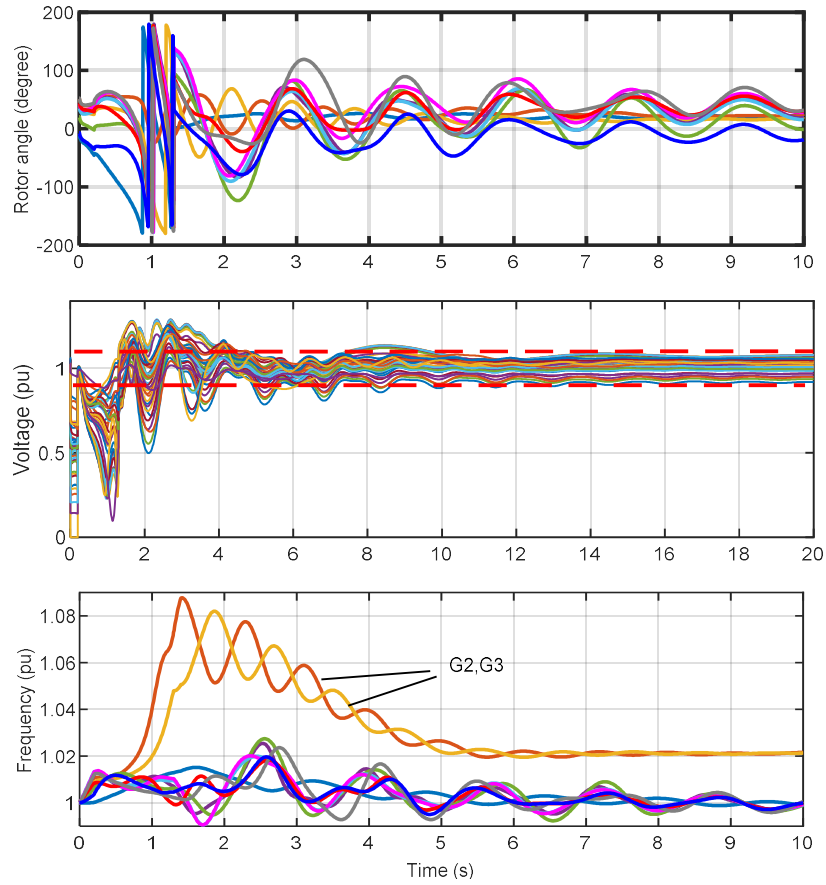 Rotor angle (degree)
200
100
0
-100
-200
0 1 2 3 4 5 6 7 8 9 10
Voltage (pu)
1
0.5
0
0 2 4 6 8 10 12 14 16 18 20
Frequency (pu)
1.08
1.06
1.04
1.02
1
G2,G3
0 1 2 3 4 5 6 7 8 9 10
Time (s)